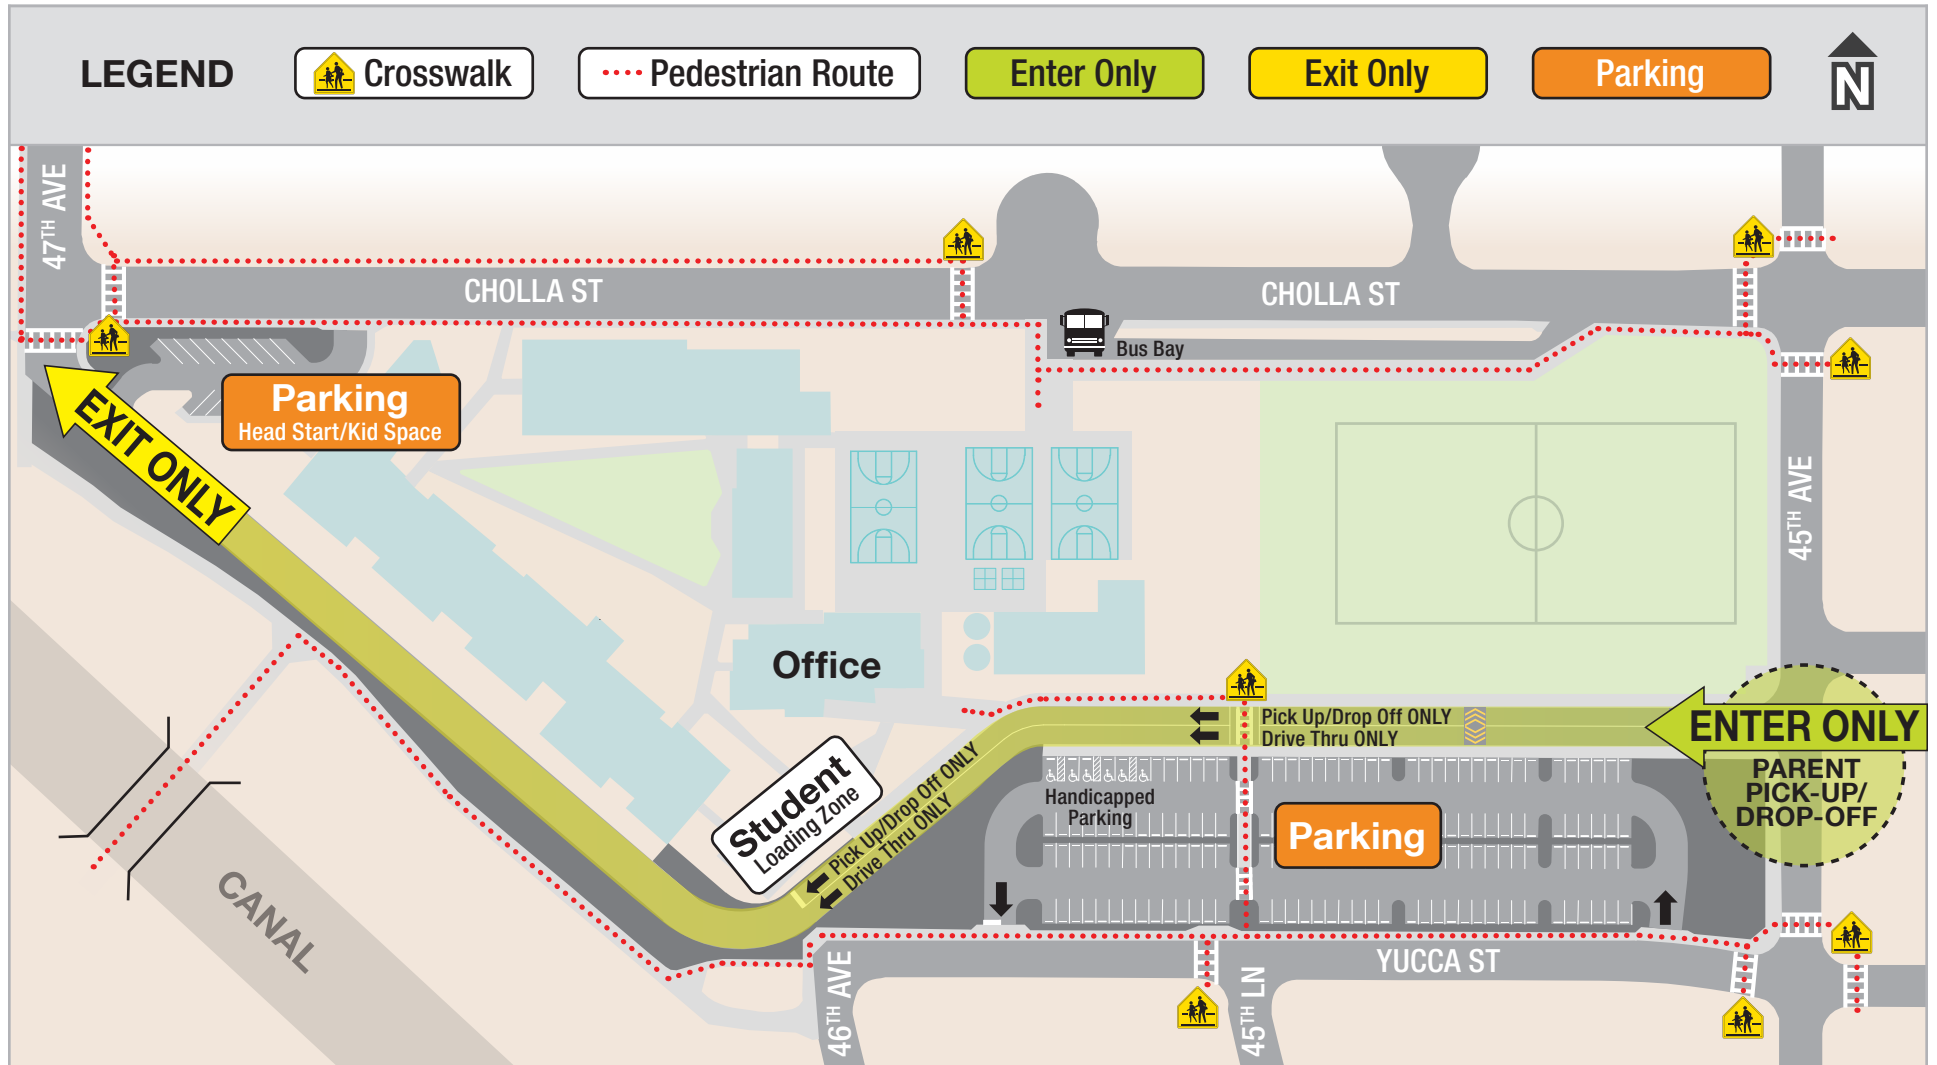 LEGEND
Crosswalk
Pedestrian Route
Enter Only
Exit Only
Parking
N
47TH AVE
CHOLLA ST
CHOLLA ST
Bus Bay
EXIT ONLY
Parking
Head Start/Kid Space
45TH AVE
Office
Pick Up/Drop Off ONLY
Drive Thru ONLY
ENTER ONLY
PARENT
PICK-UP/
DROP-OFF
Student
Loading Zone
Pick Up/Drop Off ONLY
Drive Thru ONLY
Handicapped
Parking
Parking
CANAL
46TH AVE
45TH LN
YUCCA ST